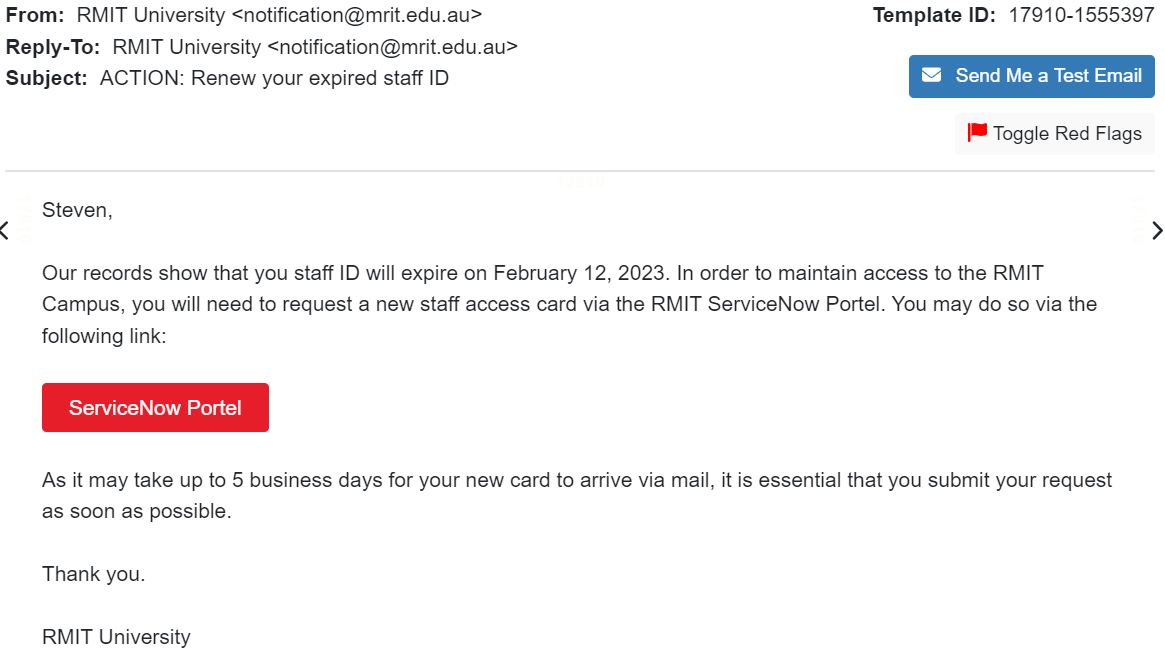 From: RMIT University <notification@mrit.edu.au>
Template ID: 17910-1555397
Reply-To: RMIT University <notification@mrit.edu.au>
Subject: ACTION: Renew your expired staff ID
Send Me a Test Email
Toggle Red Flags
Steven,
Our records show that you staff ID will expire on February 12, 2023. In order to maintain access to the RMIT
Campus, you will need to request a new staff access card via the RMIT ServiceNow Portel. You may do so via the
following link:
ServiceNow Portel
As it may take up to 5 business days for your new card to arrive via mail, it is essential that you submit your request
as soon as possible.
Thank you.
RMIT University